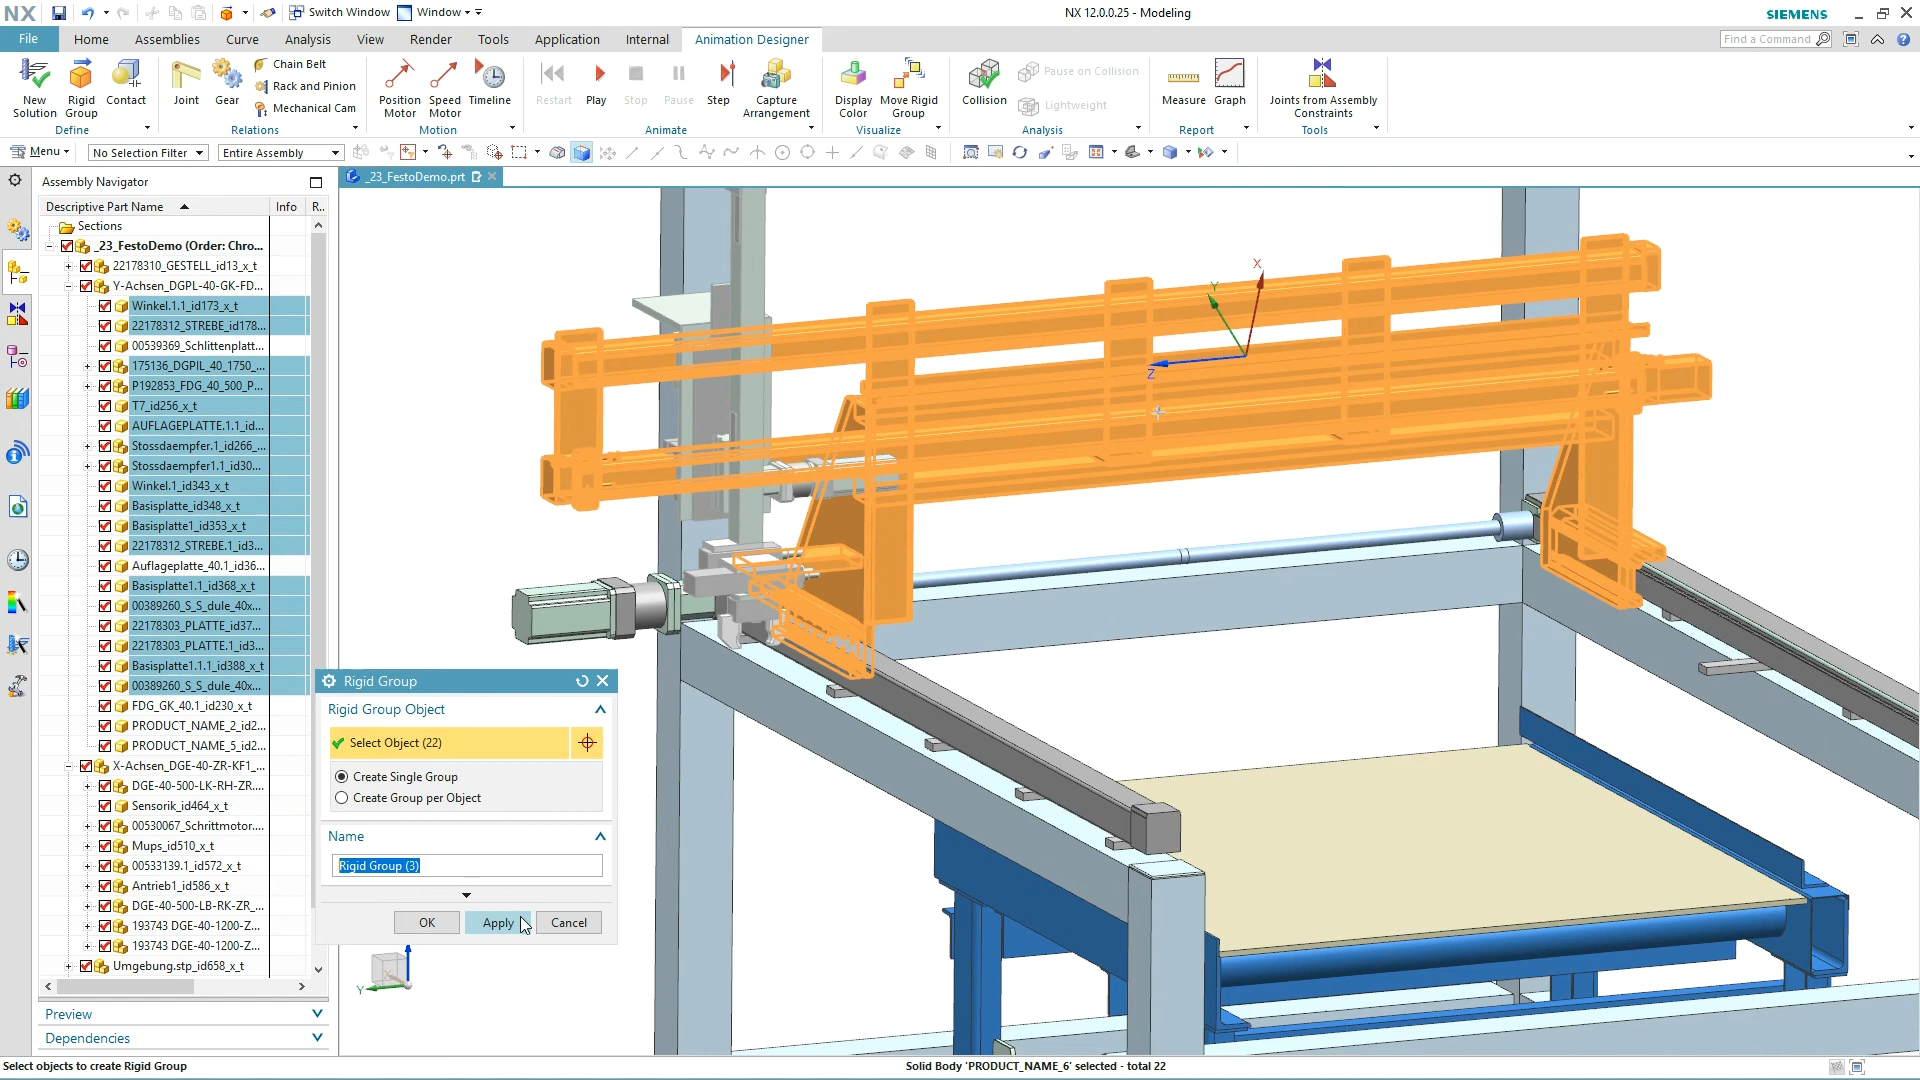 NX
Switch Window
Window
NX 12.0.0.25 - Modeling
SIEMENS
File
Home
Assemblies
Curve
Analysis
View
Render
Tools
Application
Internal
Animation Designer
Find a Command
New Solution
Rigid Group
Contact
Define
Joint
Gear
Chain Belt
Rack and Pinion
Mechanical Cam
Relations
Position Motor
Speed Motor
Timeline
Motion
Restart
Play
Stop
Pause
Step
Capture Arrangement
Animate
Display Color
Move Rigid Group
Visualize
Collision
Pause on Collision
Lightweight
Analysis
Measure
Graph
Report
Joints from Assembly Constraints
Tools
Menu
No Selection Filter
Entire Assembly
Assembly Navigator
_23_FestoDemo.prt
Descriptive Part Name
Info
R..
Sections
_23_FestoDemo (Order: Chro...
22178310_GESTELL_id13_x_t
Y-Achsen_DGPL-40-GK-FD...
Winkel.1.1_id173_x_t
22178312_STREBE_id178...
00539369_Schlittenplatt...
175136_DGPIL_40_1750_...
P192853_FDG_40_500_P...
T7_id256_x_t
AUFLAGEPLATTE.1.1_id...
Stossdaempfer.1_id266_...
Stossdaempfer1.1_id30...
Winkel.1_id343_x_t
Basisplatte_id348_x_t
Basisplatte1_id353_x_t
22178312_STREBE.1_id3...
Auflageplatte_40.1_id36...
Basisplatte1.1_id368_x_t
00389260_S_S_dule_40x...
22178303_PLATTE_id37...
22178303_PLATTE.1_id3...
Basisplatte1.1.1_id388_x_t
00389260_S_S_dule_40x...
FDG_GK_40.1_id230_x_t
PRODUCT_NAME_2_id2...
PRODUCT_NAME_5_id2...
X-Achsen_DGE-40-ZR-KF1_...
DGE-40-500-LK-RH-ZR....
Sensorik_id464_x_t
00530067_Schrittmotor....
Mups_id510_x_t
00533139.1_id572_x_t
Antrieb1_id586_x_t
DGE-40-500-LB-RK-ZR_...
193743 DGE-40-1200-Z...
193743 DGE-40-1200-Z...
Umgebung.stp_id658_x_t
Preview
Dependencies
X
Y
Z
Rigid Group
Rigid Group Object
Select Object (22)
Create Single Group
Create Group per Object
Name
Rigid Group (3)
OK
Apply
Cancel
Y
Select objects to create Rigid Group
Solid Body 'PRODUCT_NAME_6' selected - total 22